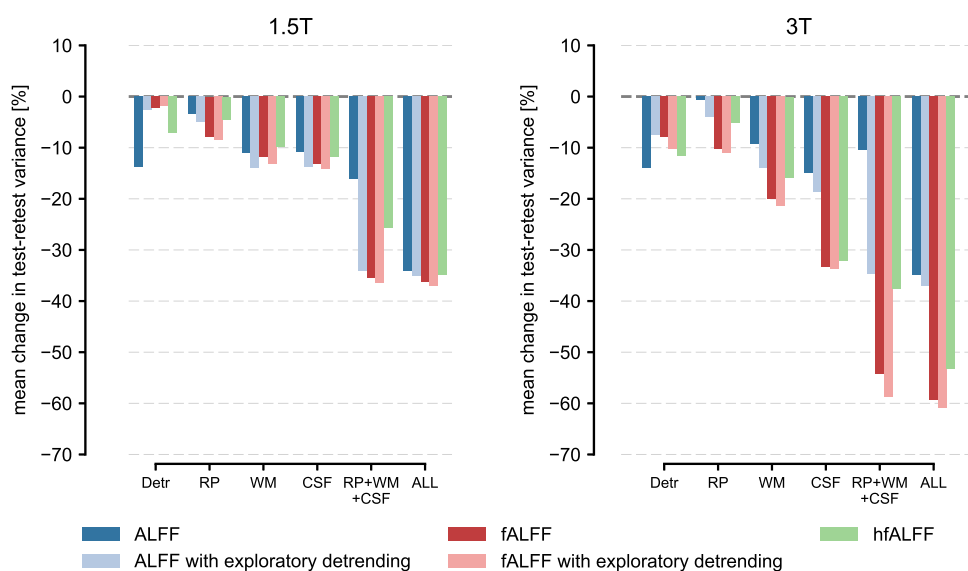 1.5T
mean change in test-retest variance [%]
10
0
−10
−20
−30
−40
−50
−60
−70
Detr
RP
WM
CSF
RP+WM
+CSF
ALL
3T
mean change in test-retest variance [%]
10
0
−10
−20
−30
−40
−50
−60
−70
Detr
RP
WM
CSF
RP+WM
+CSF
ALL
ALFF
ALFF with exploratory detrending
fALFF
fALFF with exploratory detrending
hfALFF